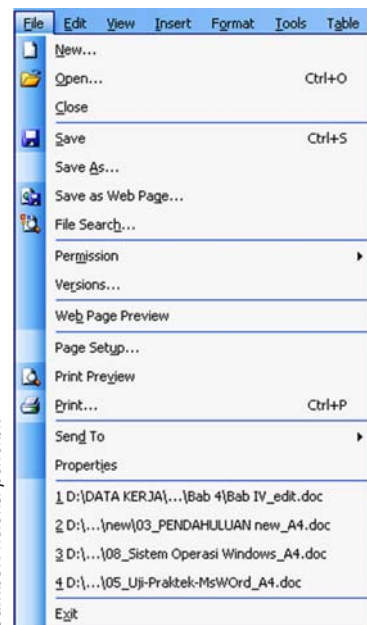 File Edit View Insert Format Tools Table
New...
Open... Ctrl+O
Close
Save Ctrl+S
Save As...
Save as Web Page...
File Search...
Permission
Versions...
Web Page Preview
Page Setup...
Print Preview
Print... Ctrl+P
Send To
Properties
1 D:\DATA KERJA\...\Bab 4\Bab IV_edit.doc
2 D:\...\new\03_PENDAHULUAN new_A4.doc
3 D:\...\08_Sistem Operasi Windows_A4.doc
4 D:\...\05_Uji-Praktek-MsWOrd_A4.doc
Exit